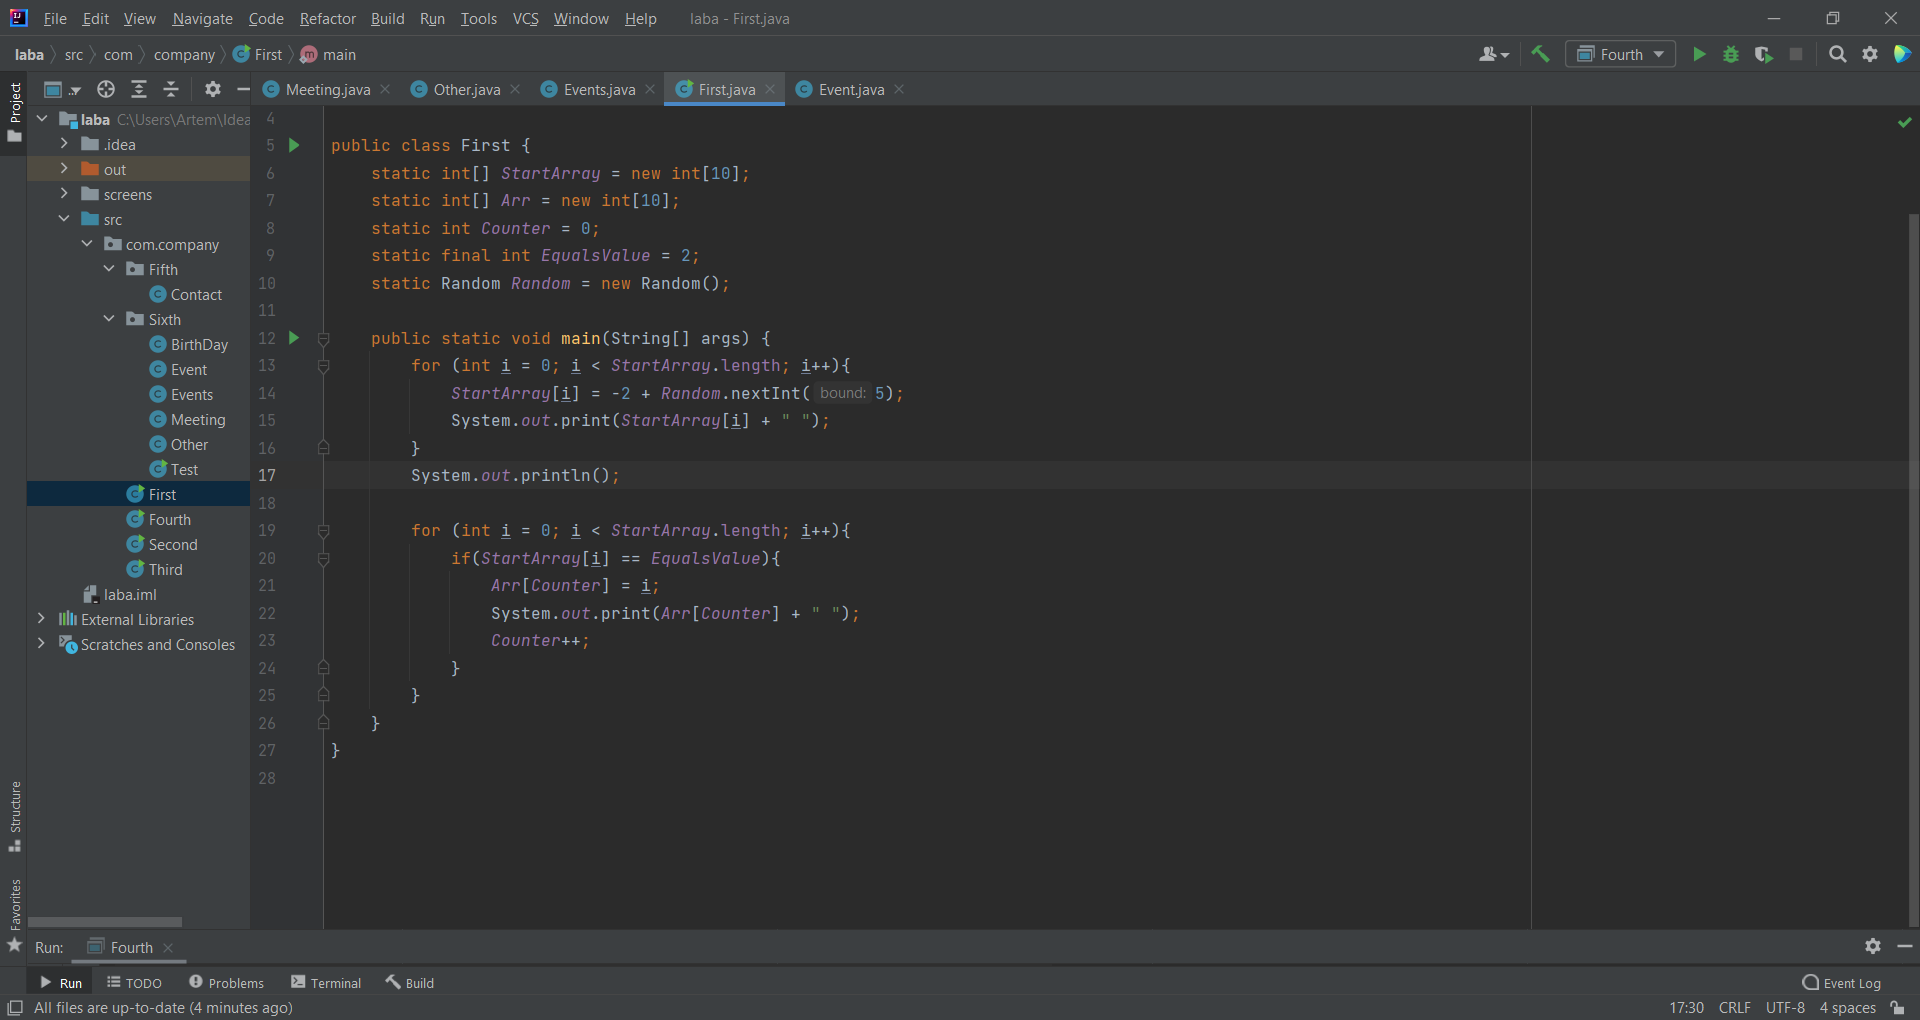 File Edit View Navigate Code Refactor Build Run Tools VCS Window Help laba - First.java
laba src com company First main
Fourth
Project
Meeting.java Other.java Events.java First.java Event.java
laba C:\Users\Artem\Idea
.idea
out
screens
src
com.company
Fifth
Contact
Sixth
BirthDay
Event
Events
Meeting
Other
Test
First
Fourth
Second
Third
laba.iml
External Libraries
Scratches and Consoles
4
5 public class First {
6 static int[] StartArray = new int[10];
7 static int[] Arr = new int[10];
8 static int Counter = 0;
9 static final int EqualsValue = 2;
10 static Random Random = new Random();
11
12 public static void main(String[] args) {
13 for (int i = 0; i < StartArray.length; i++){
14 StartArray[i] = -2 + Random.nextInt( bound: 5);
15 System.out.print(StartArray[i] + " ");
16 }
17 System.out.println();
18
19 for (int i = 0; i < StartArray.length; i++){
20 if(StartArray[i] == EqualsValue){
21 Arr[Counter] = i;
22 System.out.print(Arr[Counter] + " ");
23 Counter++;
24 }
25 }
26 }
27 }
28
Structure
Favorites
Run: Fourth
Run TODO Problems Terminal Build Event Log
All files are up-to-date (4 minutes ago) 17:30 CRLF UTF-8 4 spaces